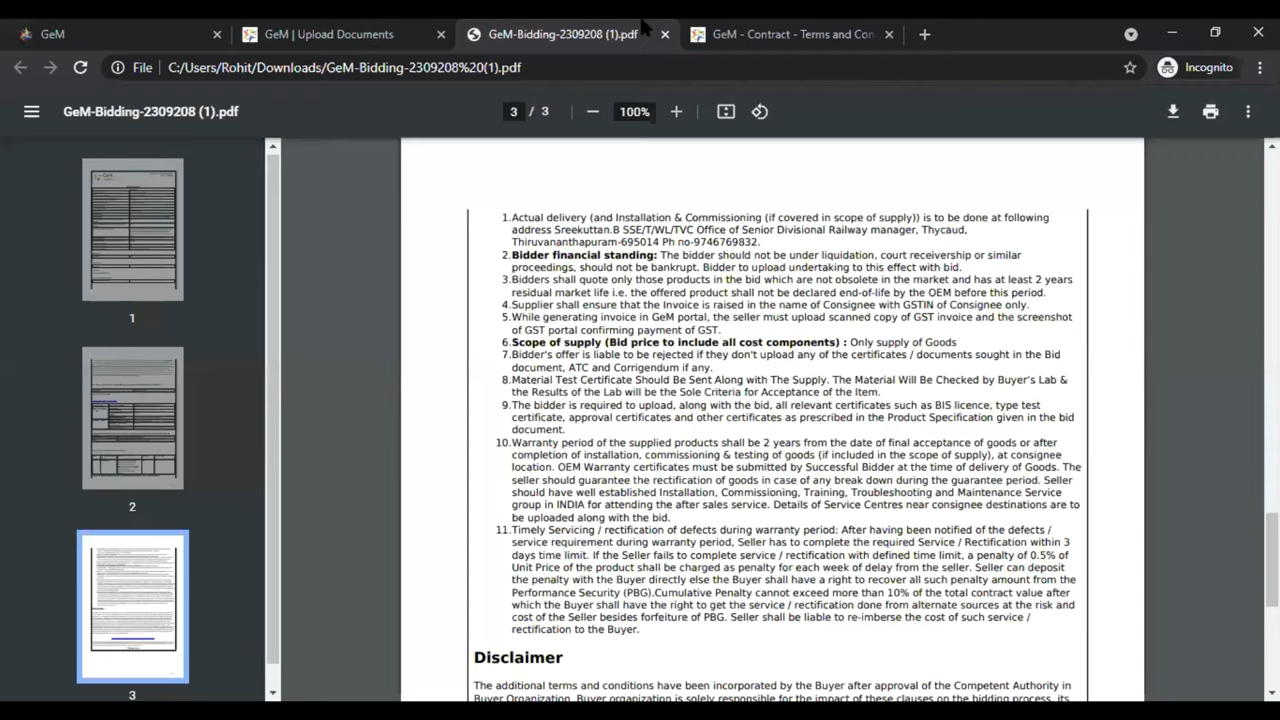 GeM
GeM | Upload Documents
GeM-Bidding-2309208 (1).pdf
GeM - Contract - Terms and Con
File
C:/Users/Rohit/Downloads/GeM-Bidding-2309208%20(1).pdf
Incognito
GeM-Bidding-2309208 (1).pdf
3 / 3
100%
1
2
3
1.Actual delivery (and Installation & Commissioning (if covered in scope of supply)) is to be done at following
address Sreekuttan.B SSE/T/WL/TVC Office of Senior Divisional Railway manager, Thycaud,
Thiruvananthapuram-695014 Ph no-9746769832.
2.Bidder financial standing: The bidder should not be under liquidation, court receivership or similar
proceedings, should not be bankrupt. Bidder to upload undertaking to this effect with bid.
3.Bidders shall quote only those products in the bid which are not obsolete in the market and has at least 2 years
residual market life i.e. the offered product shall not be declared end-of-life by the OEM before this period.
4.Supplier shall ensure that the Invoice is raised in the name of Consignee with GSTIN of Consignee only.
5.While generating invoice in GeM portal, the seller must upload scanned copy of GST invoice and the screenshot
of GST portal confirming payment of GST.
6.Scope of supply (Bid price to include all cost components) : Only supply of Goods
7.Bidder's offer is liable to be rejected if they don't upload any of the certificates / documents sought in the Bid
document, ATC and Corrigendum if any.
8.Material Test Certificate Should Be Sent Along with The Supply. The Material Will Be Checked by Buyer's Lab &
the Results of the Lab will be the Sole Criteria for Acceptance of the Item.
9.The bidder is required to upload, along with the bid, all relevant certificates such as BIS licence, type test
certificate, approval certificates and other certificates as prescribed in the Product Specification given in the bid
document.
10.Warranty period of the supplied products shall be 2 years from the date of final acceptance of goods or after
completion of installation, commissioning & testing of goods (if included in the scope of supply), at consignee
location. OEM Warranty certificates must be submitted by Successful Bidder at the time of delivery of Goods. The
seller should guarantee the rectification of goods in case of any break down during the guarantee period. Seller
should have well established Installation, Commissioning, Training, Troubleshooting and Maintenance Service
group in INDIA for attending the after sales service. Details of Service Centres near consignee destinations are to
be uploaded along with the bid.
11.Timely Servicing / rectification of defects during warranty period: After having been notified of the defects /
service requirement during warranty period, Seller has to complete the required Service / Rectification within 3
days time limit. If the Seller fails to complete service / rectification with defined time limit, a penalty of 0.5% of
Unit Price of the product shall be charged as penalty for each week of delay from the seller. Seller can deposit
the penalty with the Buyer directly else the Buyer shall have a right to recover all such penalty amount from the
Performance Security (PBG).Cumulative Penalty cannot exceed more than 10% of the total contract value after
which the Buyer shall have the right to get the service / rectification done from alternate sources at the risk and
cost of the Seller besides forfeiture of PBG. Seller shall be liable to re-imberse the cost of such service /
rectification to the Buyer.
Disclaimer
The additional terms and conditions have been incorporated by the Buyer after approval of the Competent Authority in
Buyer Organization. Buyer organization is solely responsible for the impact of these clauses on the bidding process, its